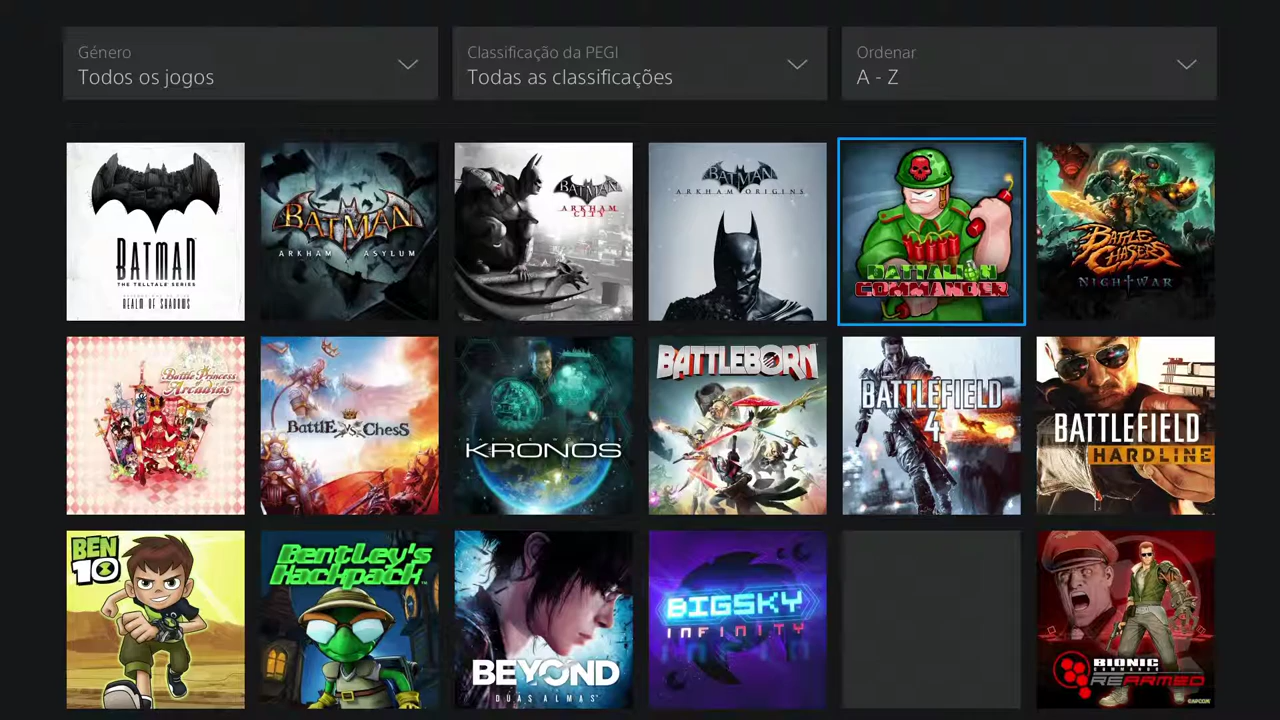 Género
Todos os jogos
Classificação da PEGI
Todas as classificações
Ordenar
A - Z
BATMAN
THE TELLTALE SERIES
REALM OF SHADOWS
BATMAN
ARKHAM ASYLUM
BATMAN
ARKHAM
CITY
BATMAN
ARKHAM ORIGINS
BATTALION
COMMANDER
BATTLE
CHASERS
NIGHTWAR
Battle Princess
of Arcadias
BATTLE VS CHESS
KRONOS
BATTLEBORN
BATTLEFIELD
4
BATTLEFIELD
HARDLINE
BEN
10
Bentley's
Hackpack
BEYOND
DUAS ALMAS
BIGSKY
INFINITY
BIONIC
COMMANDO
REARMED
CAPCOM